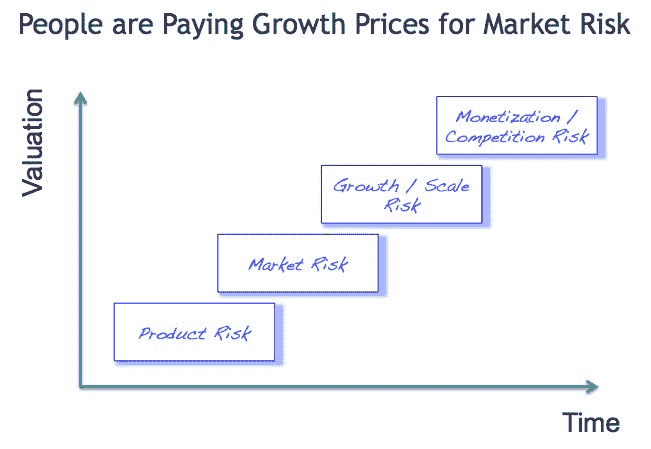 People are Paying Growth Prices for Market Risk
Valuation
Monetization /
Competition Risk
Growth / Scale
Risk
Market Risk
Product Risk
Time